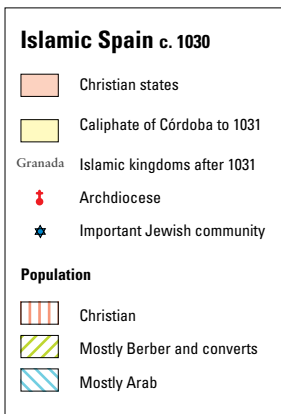 Islamic Spain c. 1030
Christian states
Caliphate of Córdoba to 1031
Granada Islamic kingdoms after 1031
Archdiocese
Important Jewish community
Population
Christian
Mostly Berber and converts
Mostly Arab